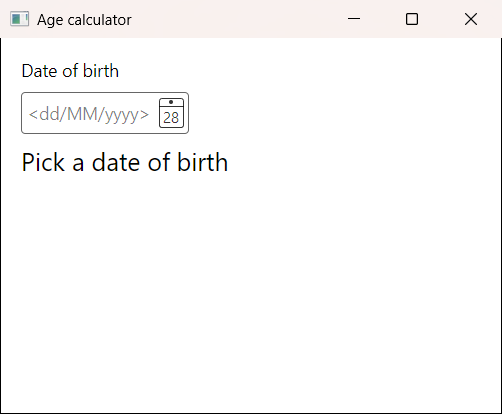 Age calculator
Date of birth
<dd/MM/yyyy> 28
Pick a date of birth